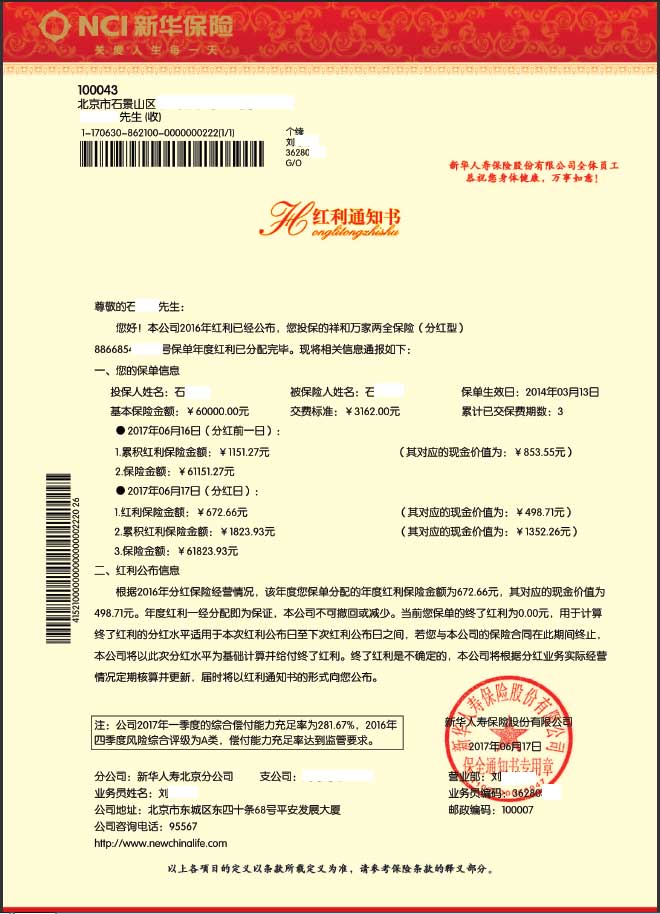 NCI 新华保险
关爱人生每一天
100043
北京市石景山区
先生(收)
1-170630-862100-0000000222(1/1)
个缘
刘
36280
G/O
新华人寿保险股份有限公司全体员工
恭祝您身体健康，万事如意！
H 红利通知书
onglitongzhishu
尊敬的石 先生：
您好！本公司2016年红利已经公布，您投保的祥和万家两全保险（分红型）
8866854 号保单年度红利已分配完毕。现将相关信息通报如下：
一、您的保单信息
投保人姓名：石 被保险人姓名：石 保单生效日：2014年03月13日
基本保险金额：￥60000.00元 交费标准：￥3162.00元 累计已交保费期数：3
●2017年06月16日（分红前一日）：
1.累积红利保险金额：￥1151.27元 （其对应的现金价值为：￥853.55元）
2.保险金额：￥61151.27元
●2017年06月17日（分红日）：
1.红利保险金额：￥672.66元 （其对应的现金价值为：￥498.71元）
2.累积红利保险金额：￥1823.93元 （其对应的现金价值为：￥1352.26元）
3.保险金额：￥61823.93元
二、红利公布信息
根据2016年分红保险经营情况，该年度您保单分配的年度红利保险金额为672.66元，其对应的现金价值为
498.71元。年度红利一经分配即为保证，本公司不可撤回或减少。当前您保单的终了红利为0.00元，用于计算
终了红利的分红水平适用于本次红利公布日至下次红利公布日之间，若您与本公司的保险合同在此期间终止，
本公司将以此次分红水平为基础计算并给付终了红利。终了红利是不确定的，本公司将根据分红业务实际经营
情况定期核算并更新，届时将以红利通知书的形式向您公布。
注：公司2017年一季度的综合偿付能力充足率为281.67%，2016年
四季度风险综合评级为A类，偿付能力充足率达到监管要求。
新华人寿保险股份有限公司
2017年06月17日
新华人寿保险股份有限公司
保全通知书专用章
分公司：新华人寿北京分公司 支公司： 营业部：刘
业务员姓名：刘 业务员编码：36280
公司地址：北京市东城区东四十条68号平安发展大厦 邮政编码：100007
公司咨询电话：95567
http://www.newchinalife.com
以上各项目的定义以条款所载定义为准，请参考保险条款的释义部分。